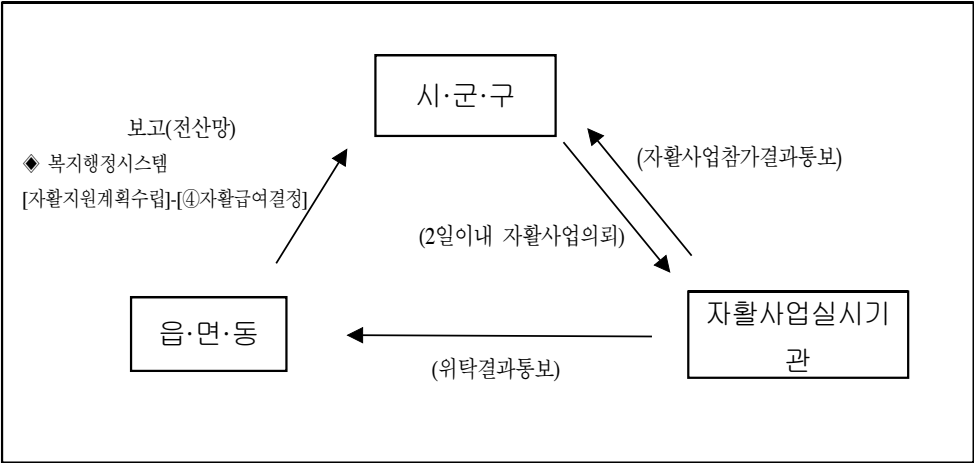 시·군·구
보고(전산망)
◈ 복지행정시스템
[자활지원계획수립]-[④자활급여결정]
(자활사업참가결과통보)
(2일이내 자활사업의뢰)
읍·면·동
자활사업실시기
관
(위탁결과통보)